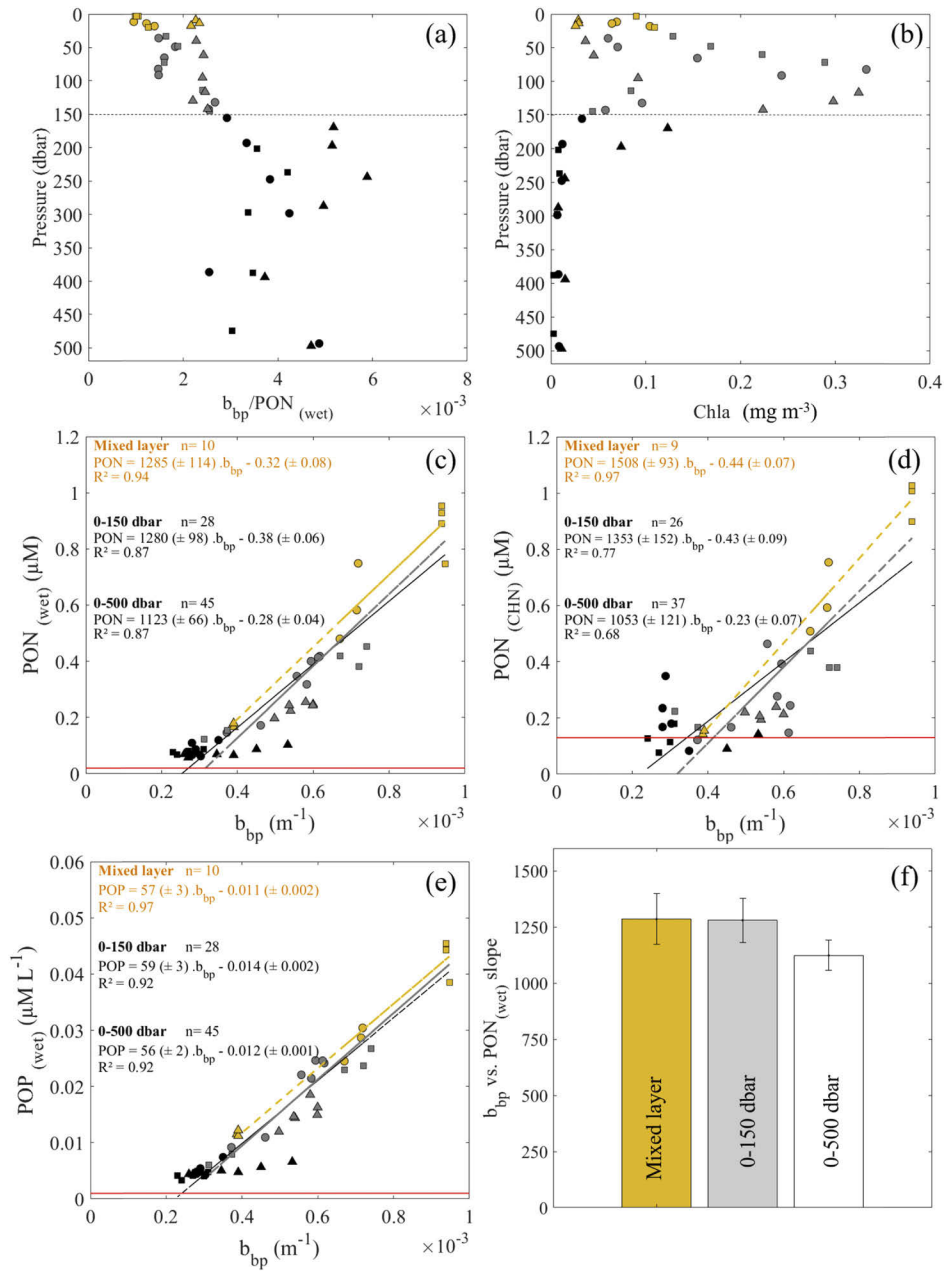 (a)
0
50
100
150
200
250
300
350
400
450
500
Pressure (dbar)
0
2
4
6
8
b_bp/PON (wet)
×10⁻³
(b)
0
50
100
150
200
250
300
350
400
450
500
Pressure (dbar)
0
0.1
0.2
0.3
0.4
Chla (mg m⁻³)
(c)
Mixed layer n= 10
PON = 1285 (± 114) .b_bp - 0.32 (± 0.08)
R² = 0.94
0-150 dbar n= 28
PON = 1280 (± 98) .b_bp - 0.38 (± 0.06)
R² = 0.87
0-500 dbar n= 45
PON = 1123 (± 66) .b_bp - 0.28 (± 0.04)
R² = 0.87
1.2
1
0.8
0.6
0.4
0.2
0
PON (wet) (µM)
0
0.2
0.4
0.6
0.8
1
b_bp (m⁻¹)
×10⁻³
(d)
Mixed layer n= 9
PON = 1508 (± 93) .b_bp - 0.44 (± 0.07)
R² = 0.97
0-150 dbar n= 26
PON = 1353 (± 152) .b_bp - 0.43 (± 0.09)
R² = 0.77
0-500 dbar n= 37
PON = 1053 (± 121) .b_bp - 0.23 (± 0.07)
R² = 0.68
1.2
1
0.8
0.6
0.4
0.2
0
PON (CHN) (µM)
0
0.2
0.4
0.6
0.8
1
b_bp (m⁻¹)
×10⁻³
(e)
Mixed layer n= 10
POP = 57 (± 3) .b_bp - 0.011 (± 0.002)
R² = 0.97
0-150 dbar n= 28
POP = 59 (± 3) .b_bp - 0.014 (± 0.002)
R² = 0.92
0-500 dbar n= 45
POP = 56 (± 2) .b_bp - 0.012 (± 0.001)
R² = 0.92
0.06
0.05
0.04
0.03
0.02
0.01
0
POP (wet) (µM L⁻¹)
0
0.2
0.4
0.6
0.8
1
b_bp (m⁻¹)
×10⁻³
(f)
1500
1250
1000
750
500
250
0
b_bp vs. PON(wet) slope
Mixed layer
0-150 dbar
0-500 dbar